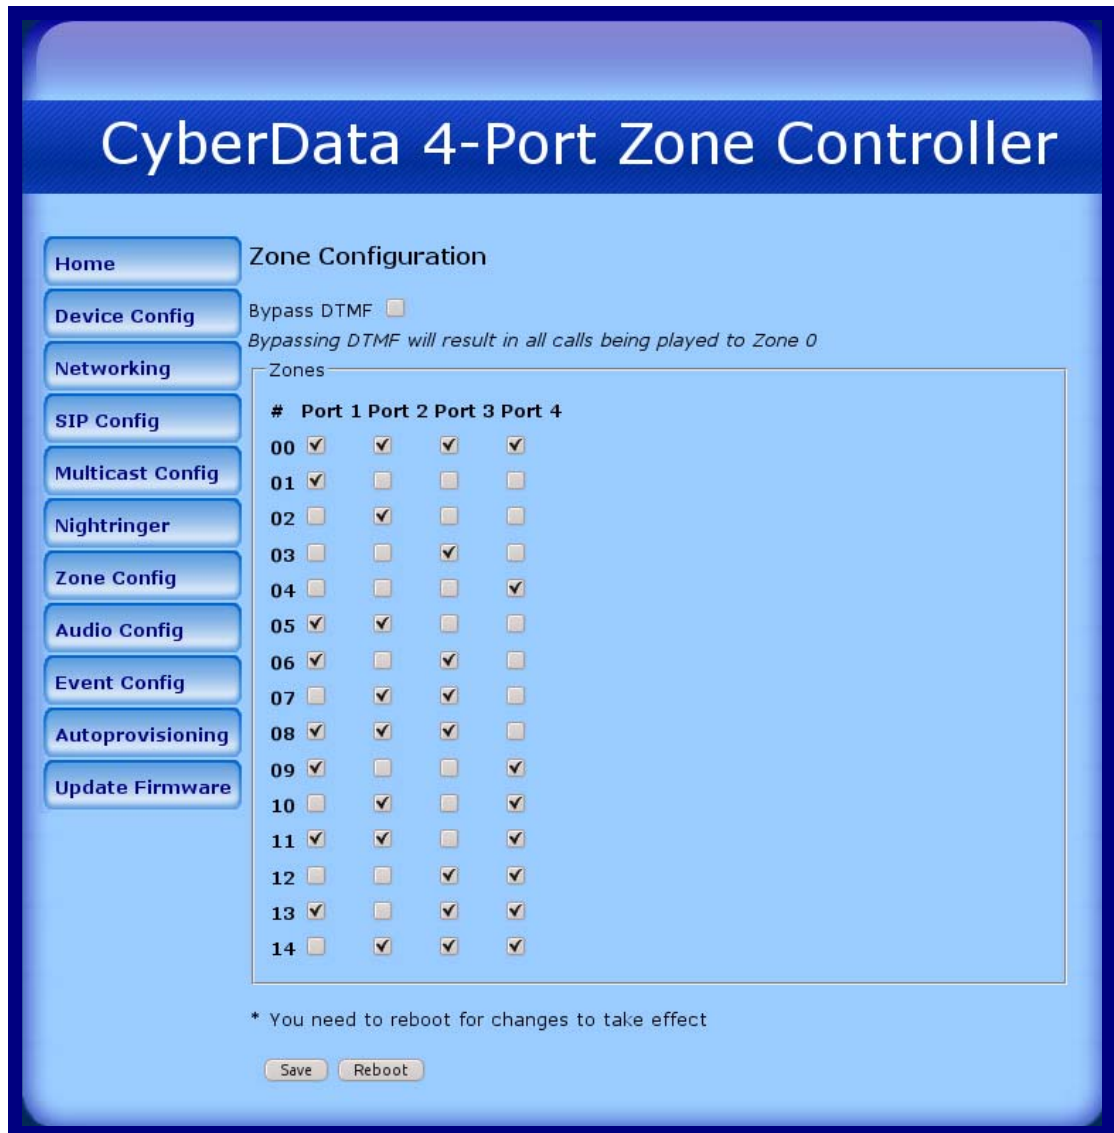 CyberData 4-Port Zone Controller
Home
Device Config
Networking
SIP Config
Multicast Config
Nightringer
Zone Config
Audio Config
Event Config
Autoprovisioning
Update Firmware
Zone Configuration
Bypass DTMF
Bypassing DTMF will result in all calls being played to Zone 0
Zones
# Port 1 Port 2 Port 3 Port 4
00
01
02
03
04
05
06
07
08
09
10
11
12
13
14
* You need to reboot for changes to take effect
Save Reboot